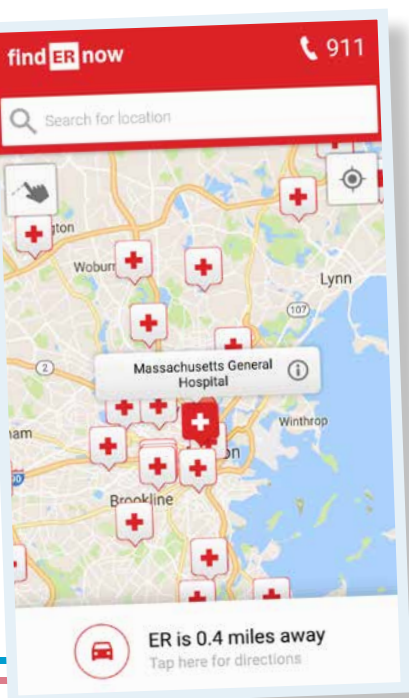 find ER now
911
Search for location
Woburn
Lynn
107
2
Massachusetts General
Hospital
Winthrop
Brookline
ER is 0.4 miles away
Tap here for directions